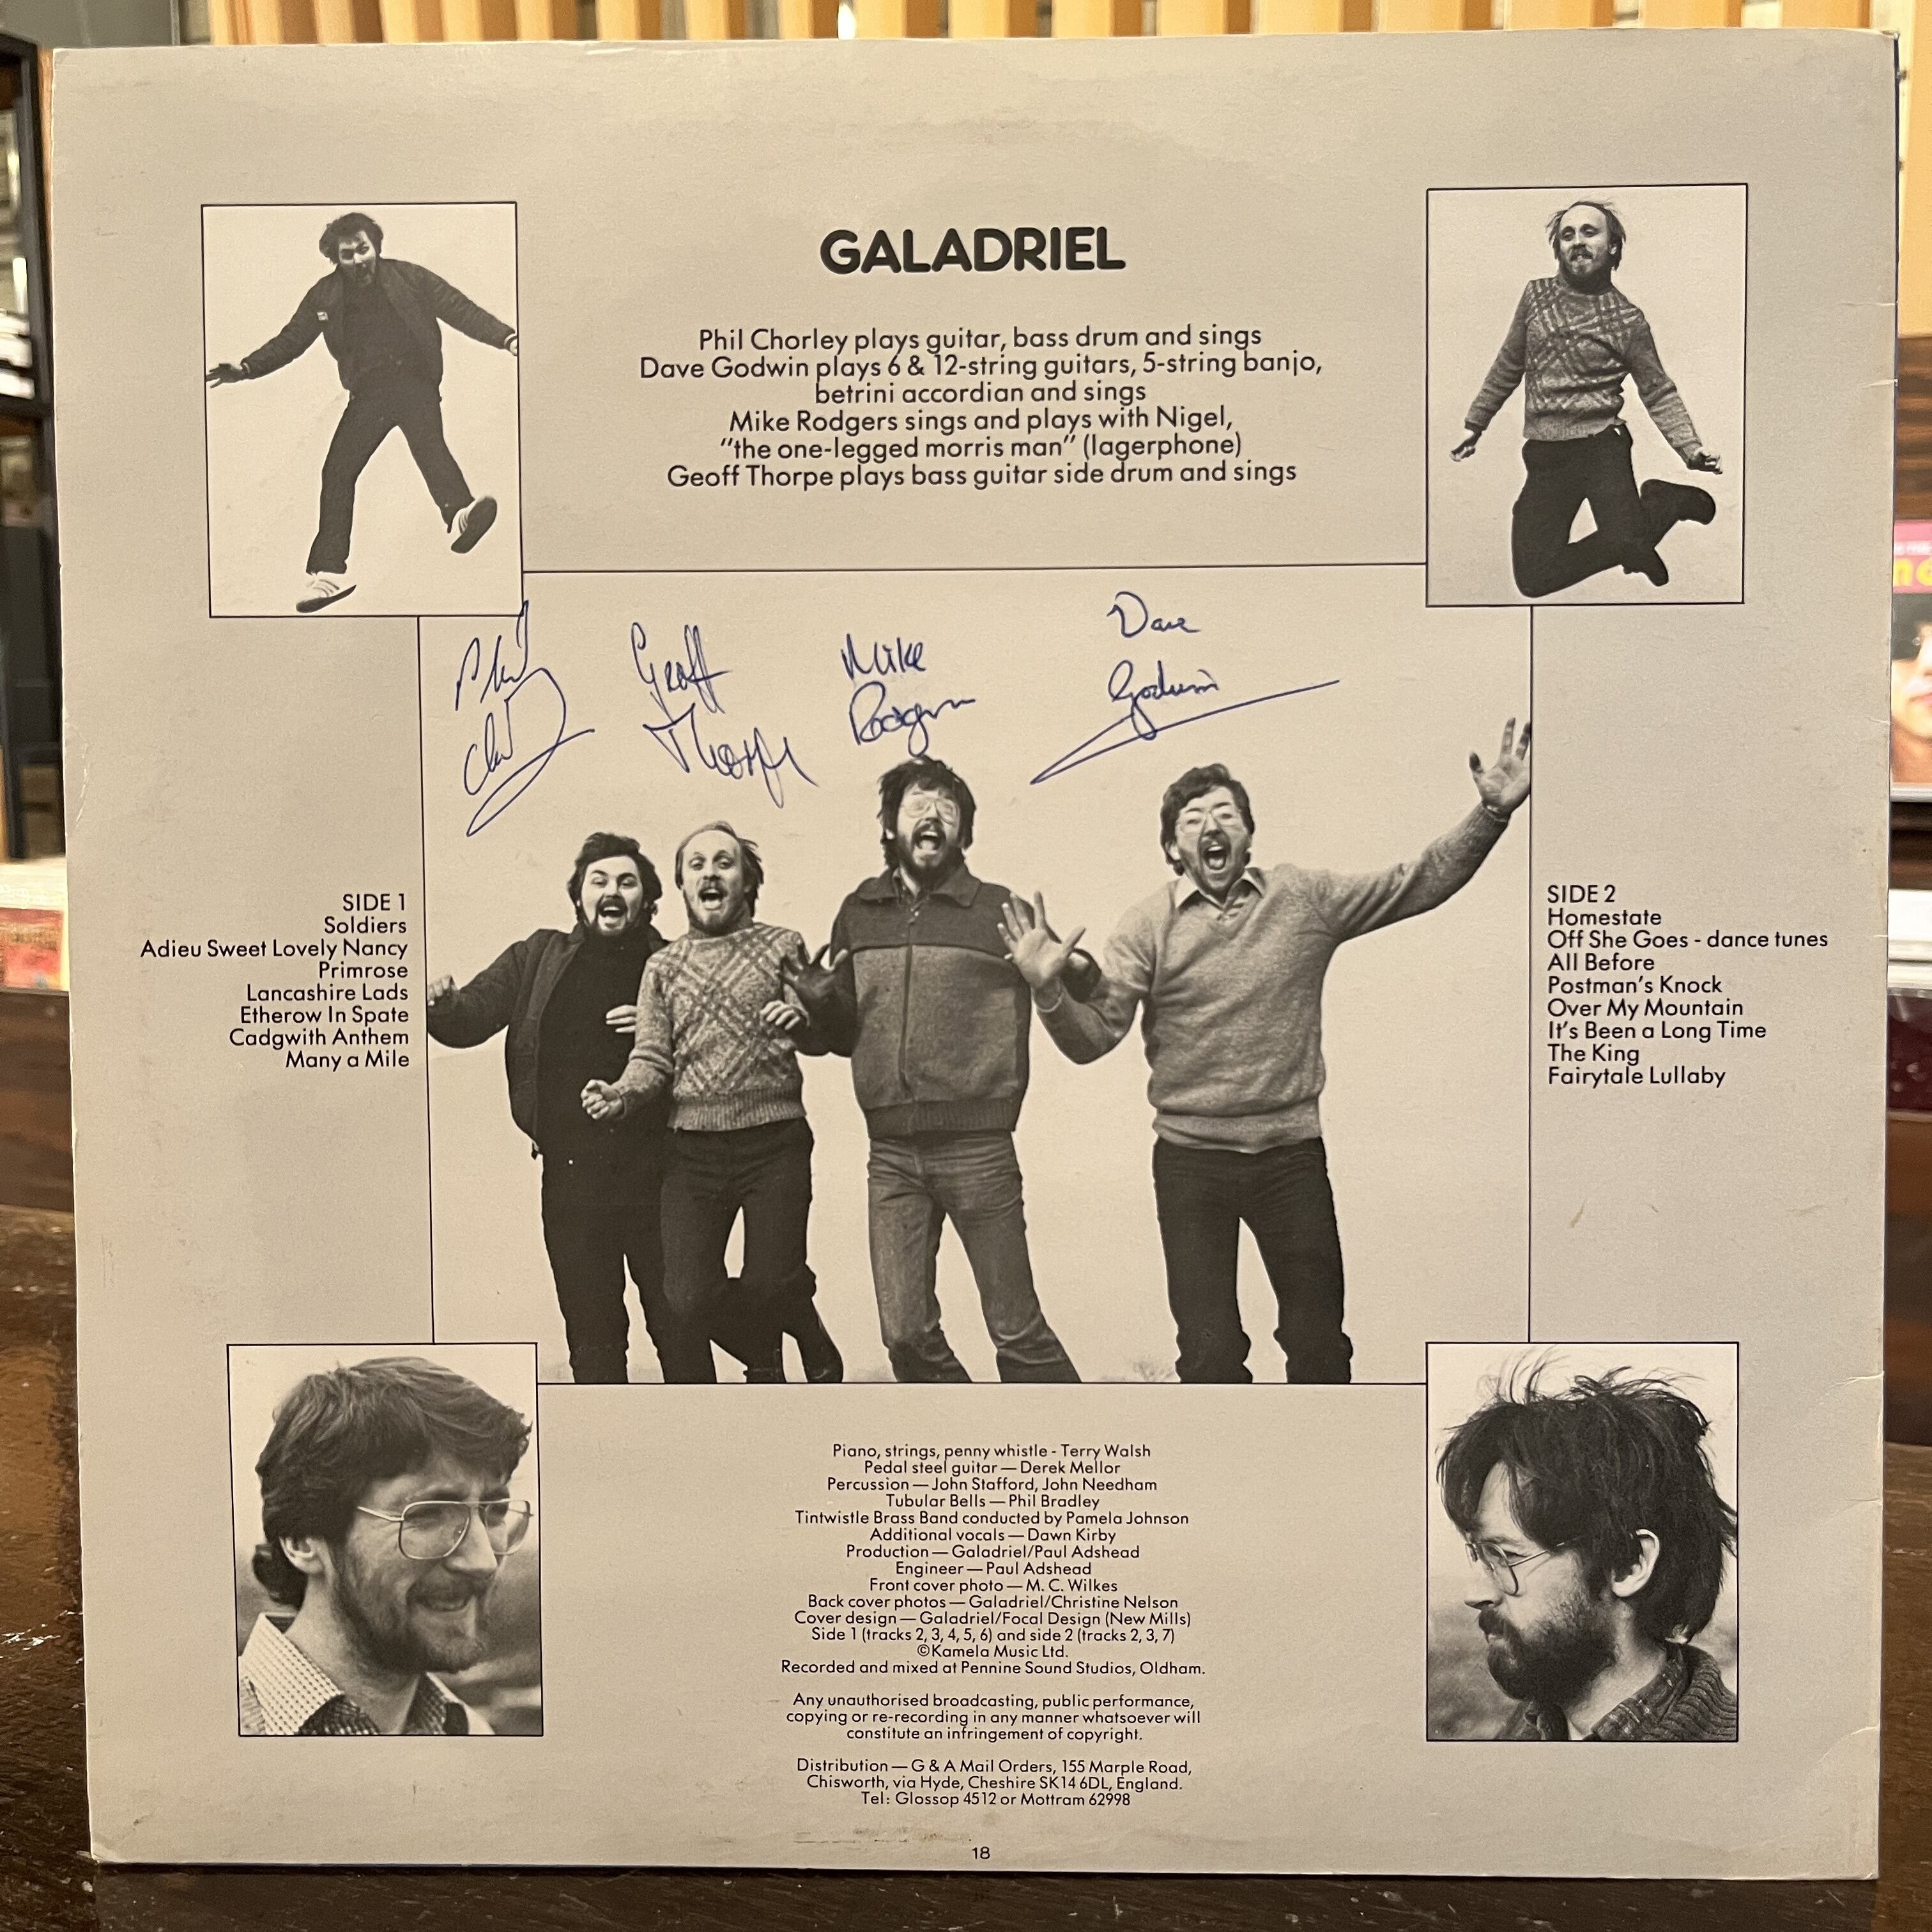 GALADRIEL
Phil Chorley plays guitar, bass drum and sings
Dave Godwin plays 6 & 12-string guitars, 5-string banjo,
betrini accordian and sings
Mike Rodgers sings and plays with Nigel,
"the one-legged morris man" (lagerphone)
Geoff Thorpe plays bass guitar side drum and sings
Phil
Geoff
Thorpe
Mike
Rodgers
Dave
Godwin
SIDE 1
Soldiers
Adieu Sweet Lovely Nancy
Primrose
Lancashire Lads
Etherow In Spate
Cadgwith Anthem
Many a Mile
SIDE 2
Homestate
Off She Goes - dance tunes
All Before
Postman's Knock
Over My Mountain
It's Been a Long Time
The King
Fairytale Lullaby
Piano, strings, penny whistle - Terry Walsh
Pedal steel guitar — Derek Mellor
Percussion — John Stafford, John Needham
Tubular Bells — Phil Bradley
Tintwistle Brass Band conducted by Pamela Johnson
Additional vocals — Dawn Kirby
Production — Galadriel/Paul Adshead
Engineer — Paul Adshead
Front cover photo — M. C. Wilkes
Back cover photos — Galadriel/Christine Nelson
Cover design — Galadriel/Focal Design (New Mills)
Side 1 (tracks 2, 3, 4, 5, 6) and side 2 (tracks 2, 3, 7)
©Kamela Music Ltd.
Recorded and mixed at Pennine Sound Studios, Oldham.
Any unauthorised broadcasting, public performance,
copying or re-recording in any manner whatsoever will
constitute an infringement of copyright.
Distribution — G & A Mail Orders, 155 Marple Road,
Chisworth, via Hyde, Cheshire SK14 6DL, England.
Tel: Glossop 4512 or Mottram 62998
18